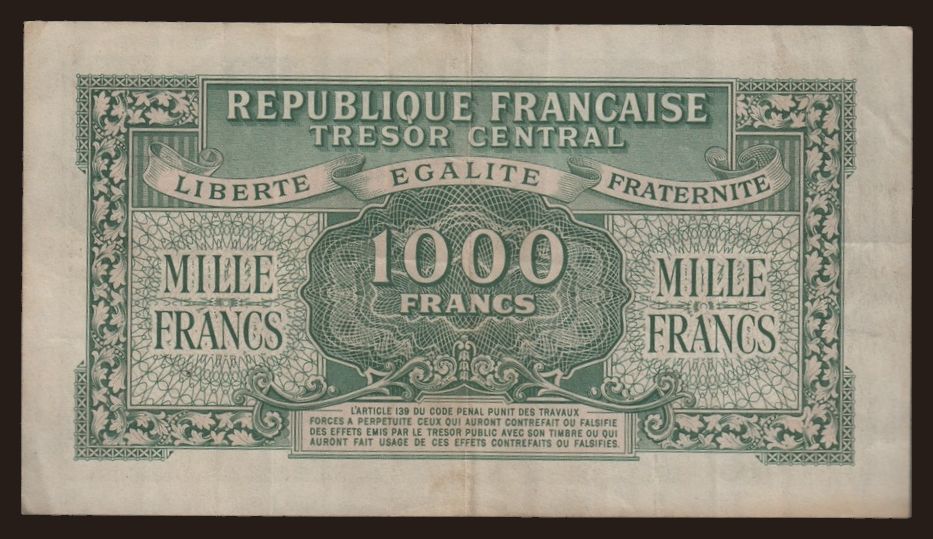 REPUBLIQUE FRANCAISE
TRESOR CENTRAL
LIBERTE EGALITE FRATERNITE
MILLE FRANCS
1000 FRANCS
MILLE FRANCS
L'ARTICLE 139 DU CODE PENAL PUNIT DES TRAVAUX
FORCES A PERPETUITE CEUX QUI AURONT CONTREFAIT OU FALSIFIE
DES EFFETS EMIS PAR LE TRESOR PUBLIC AVEC SON TIMBRE OU QUI
AURONT FAIT USAGE DE CES EFFETS CONTREFAITS OU FALSIFIES.